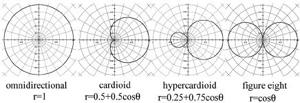 omnidirectional cardioid hypercardioid figure eight
r=1 r=0.5+0.5cosθ r=0.25+0.75cosθ r=cosθ